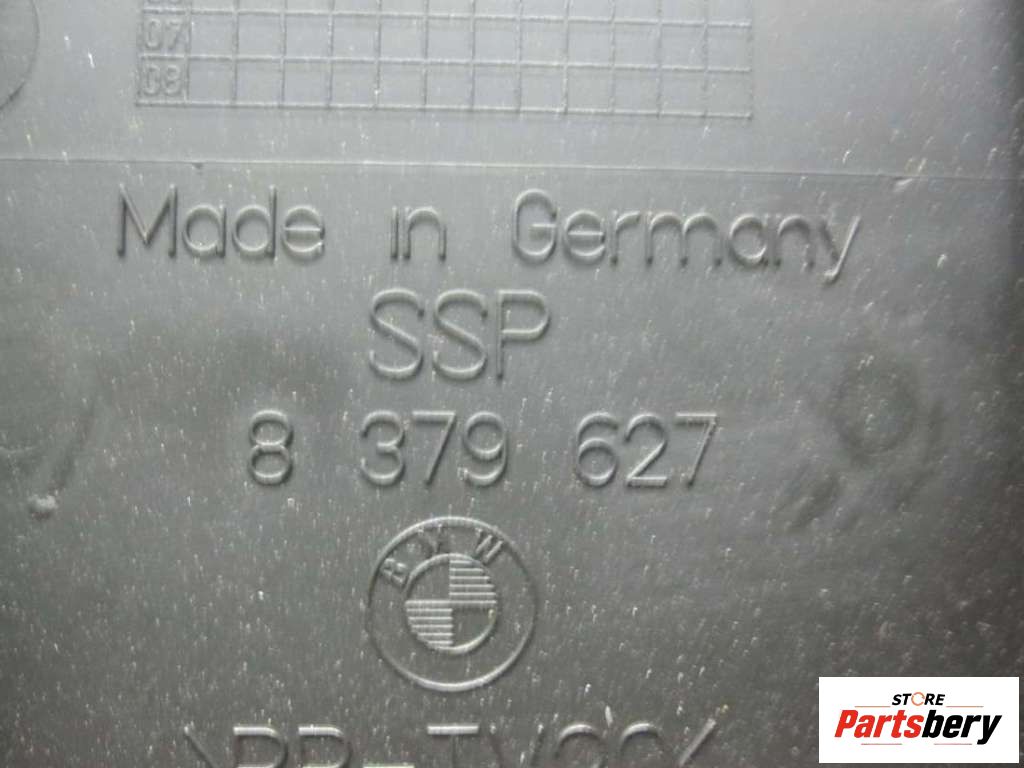 07
08
Made in Germany
SSP
8 379 627
BMW
STORE
Partsbery